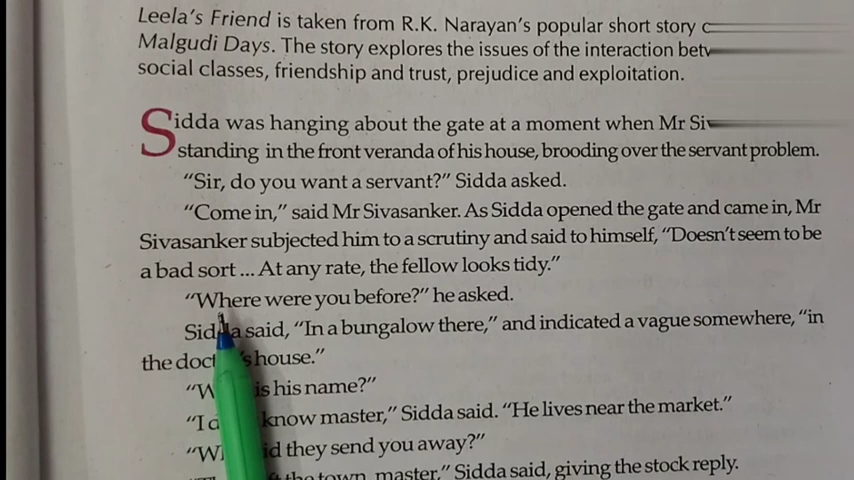 Leela's Friend is taken from R.K. Narayan's popular short story
Malgudi Days. The story explores the issues of the interaction
social classes, friendship and trust, prejudice and exploitation.
Sidda was hanging about the gate at a moment when Mr
standing in the front veranda of his house, brooding over the servant problem.
"Sir, do you want a servant?" Sidda asked.
"Come in," said Mr Sivasanker. As Sidda opened the gate and came in, Mr
Sivasanker subjected him to a scrutiny and said to himself, "Doesn't seem to be
a bad sort ... At any rate, the fellow looks tidy."
"Where were you before?" he asked.
Sidda said, "In a bungalow there," and indicated a vague somewhere, "in
the doctor's house."
is his name?"
"I know master," Sidda said. "He lives near the market."
they send you away?"
the town, master," Sidda said, giving the stock reply.